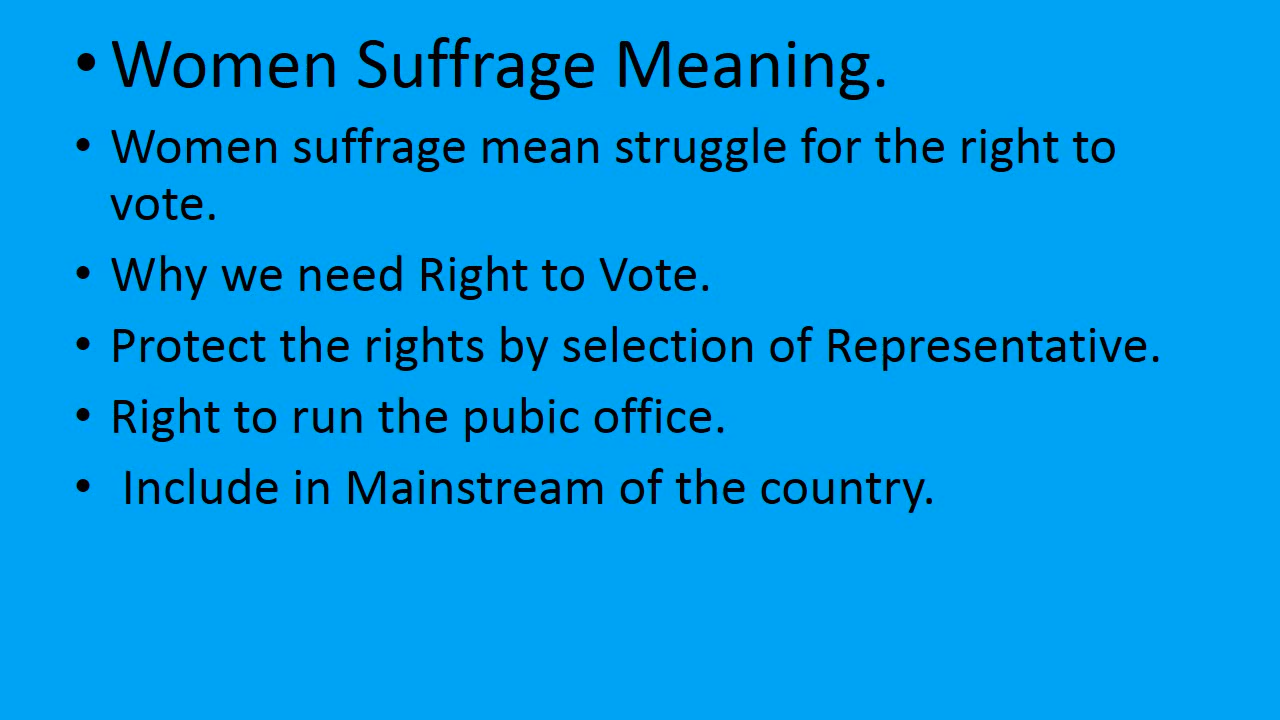 • Women Suffrage Meaning.
• Women suffrage mean struggle for the right to
vote.
• Why we need Right to Vote.
• Protect the rights by selection of Representative.
• Right to run the pubic office.
• Include in Mainstream of the country.